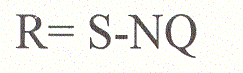 R= S-NQ